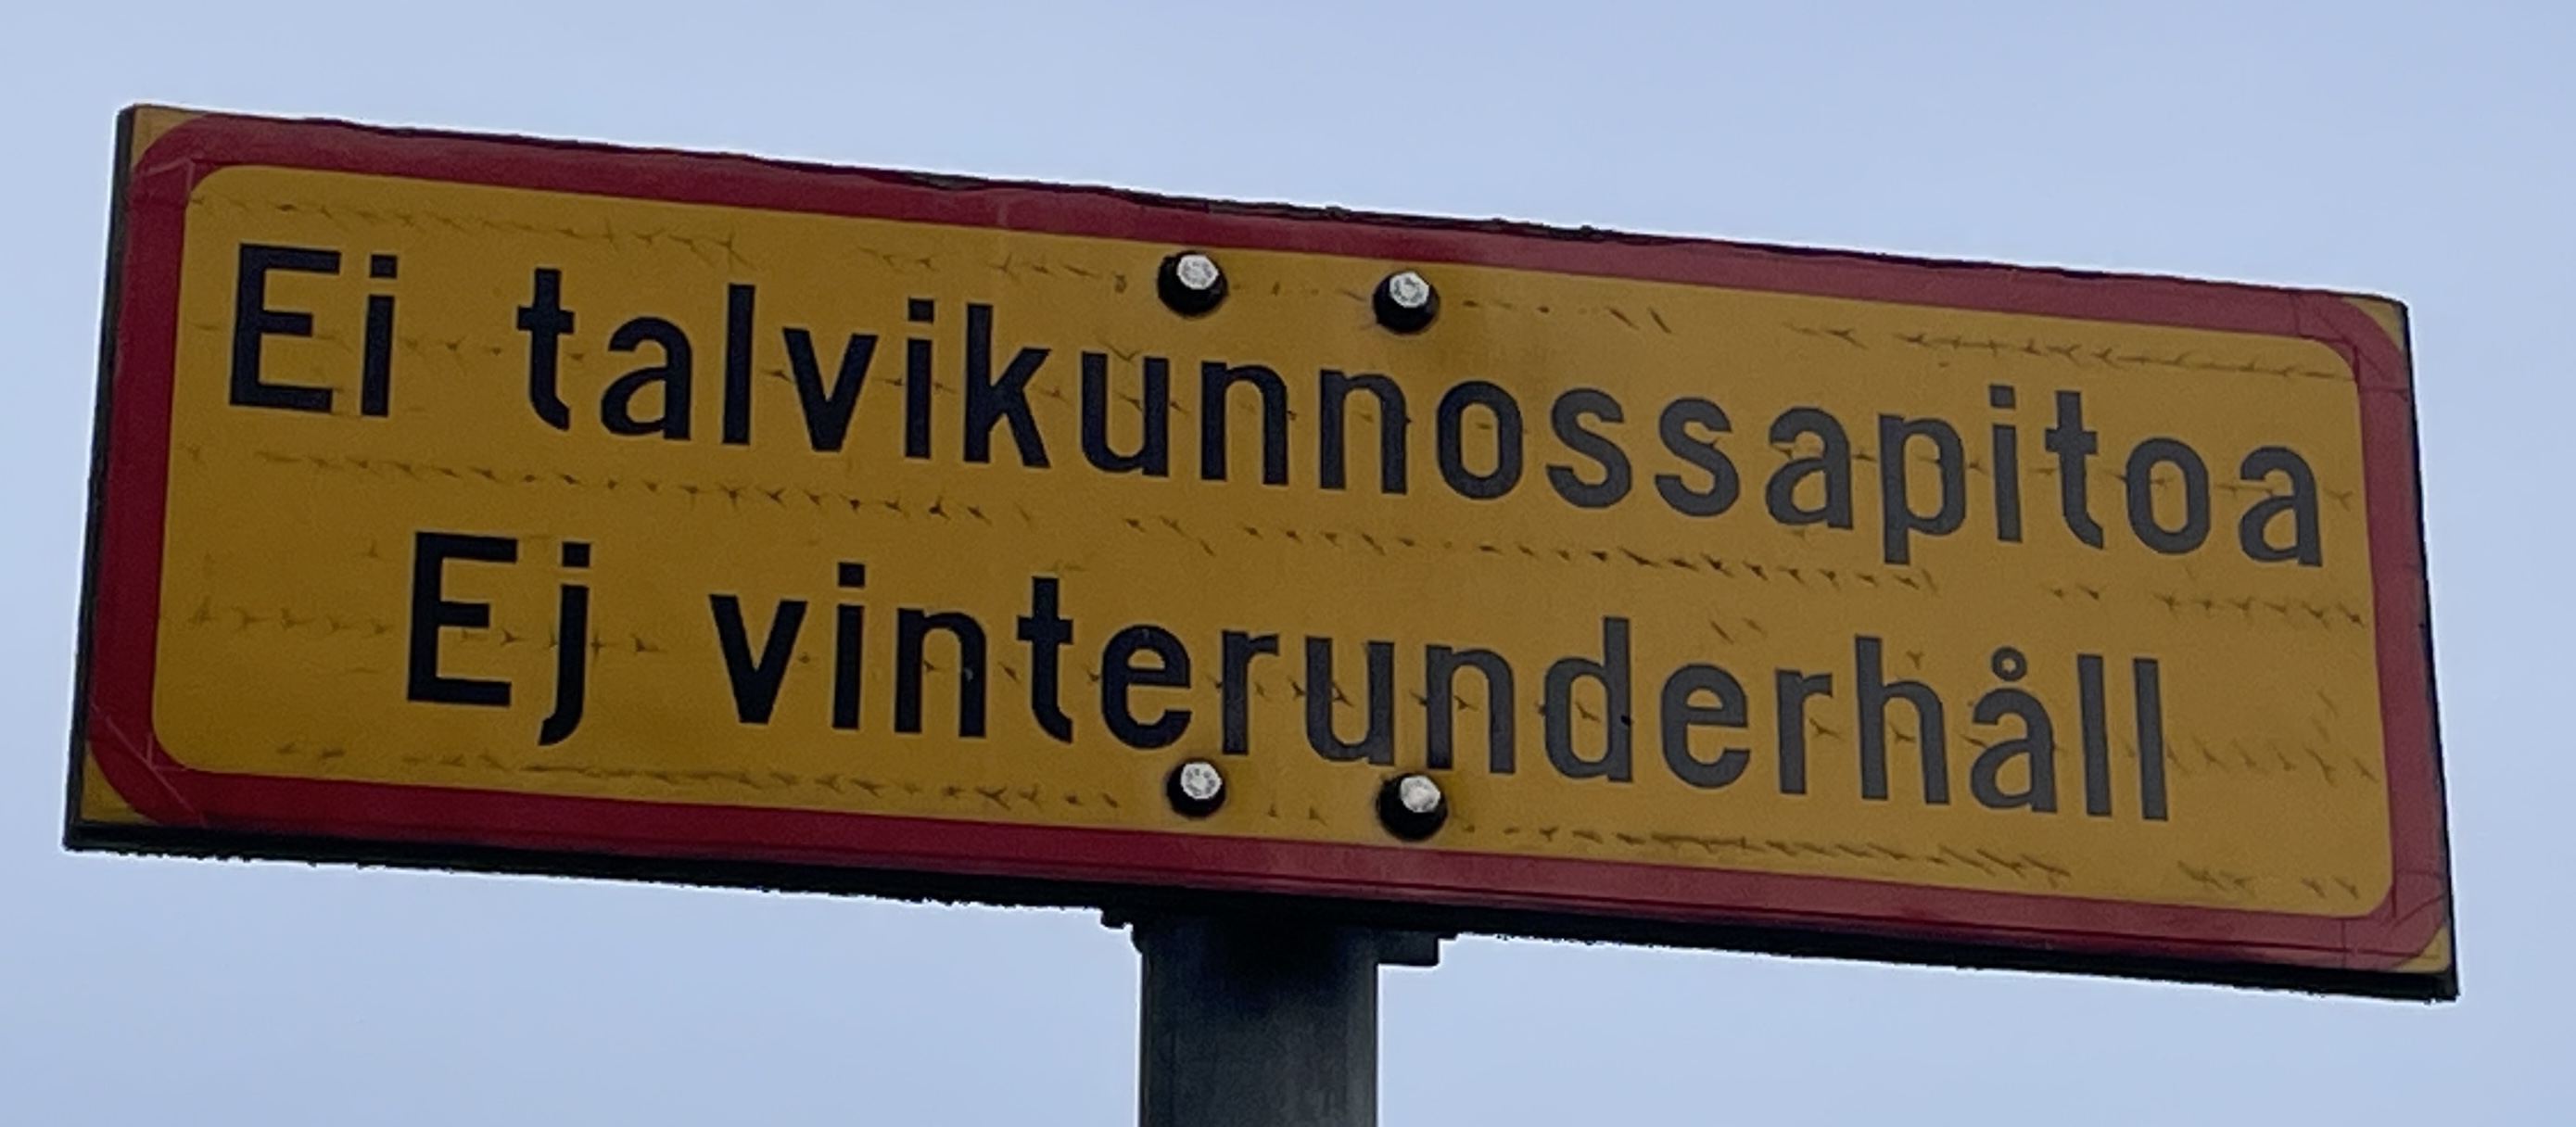 Ei talvikunnossapitoa
Ej vinterunderhåll